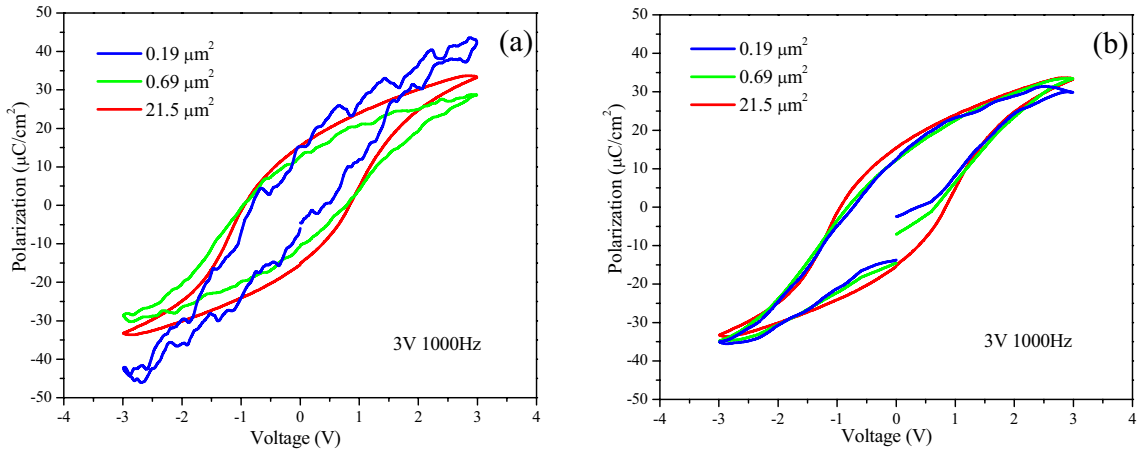 50
40
30
20
10
0
-10
-20
-30
-40
-50
Polarization (μC/cm²)
0.19 μm²
0.69 μm²
21.5 μm²
(a)
3V 1000Hz
-4 -3 -2 -1 0 1 2 3 4
Voltage (V)
50
40
30
20
10
0
-10
-20
-30
-40
-50
Polarization (μC/cm²)
0.19 μm²
0.69 μm²
21.5 μm²
(b)
3V 1000Hz
-4 -3 -2 -1 0 1 2 3 4
Voltage (V)